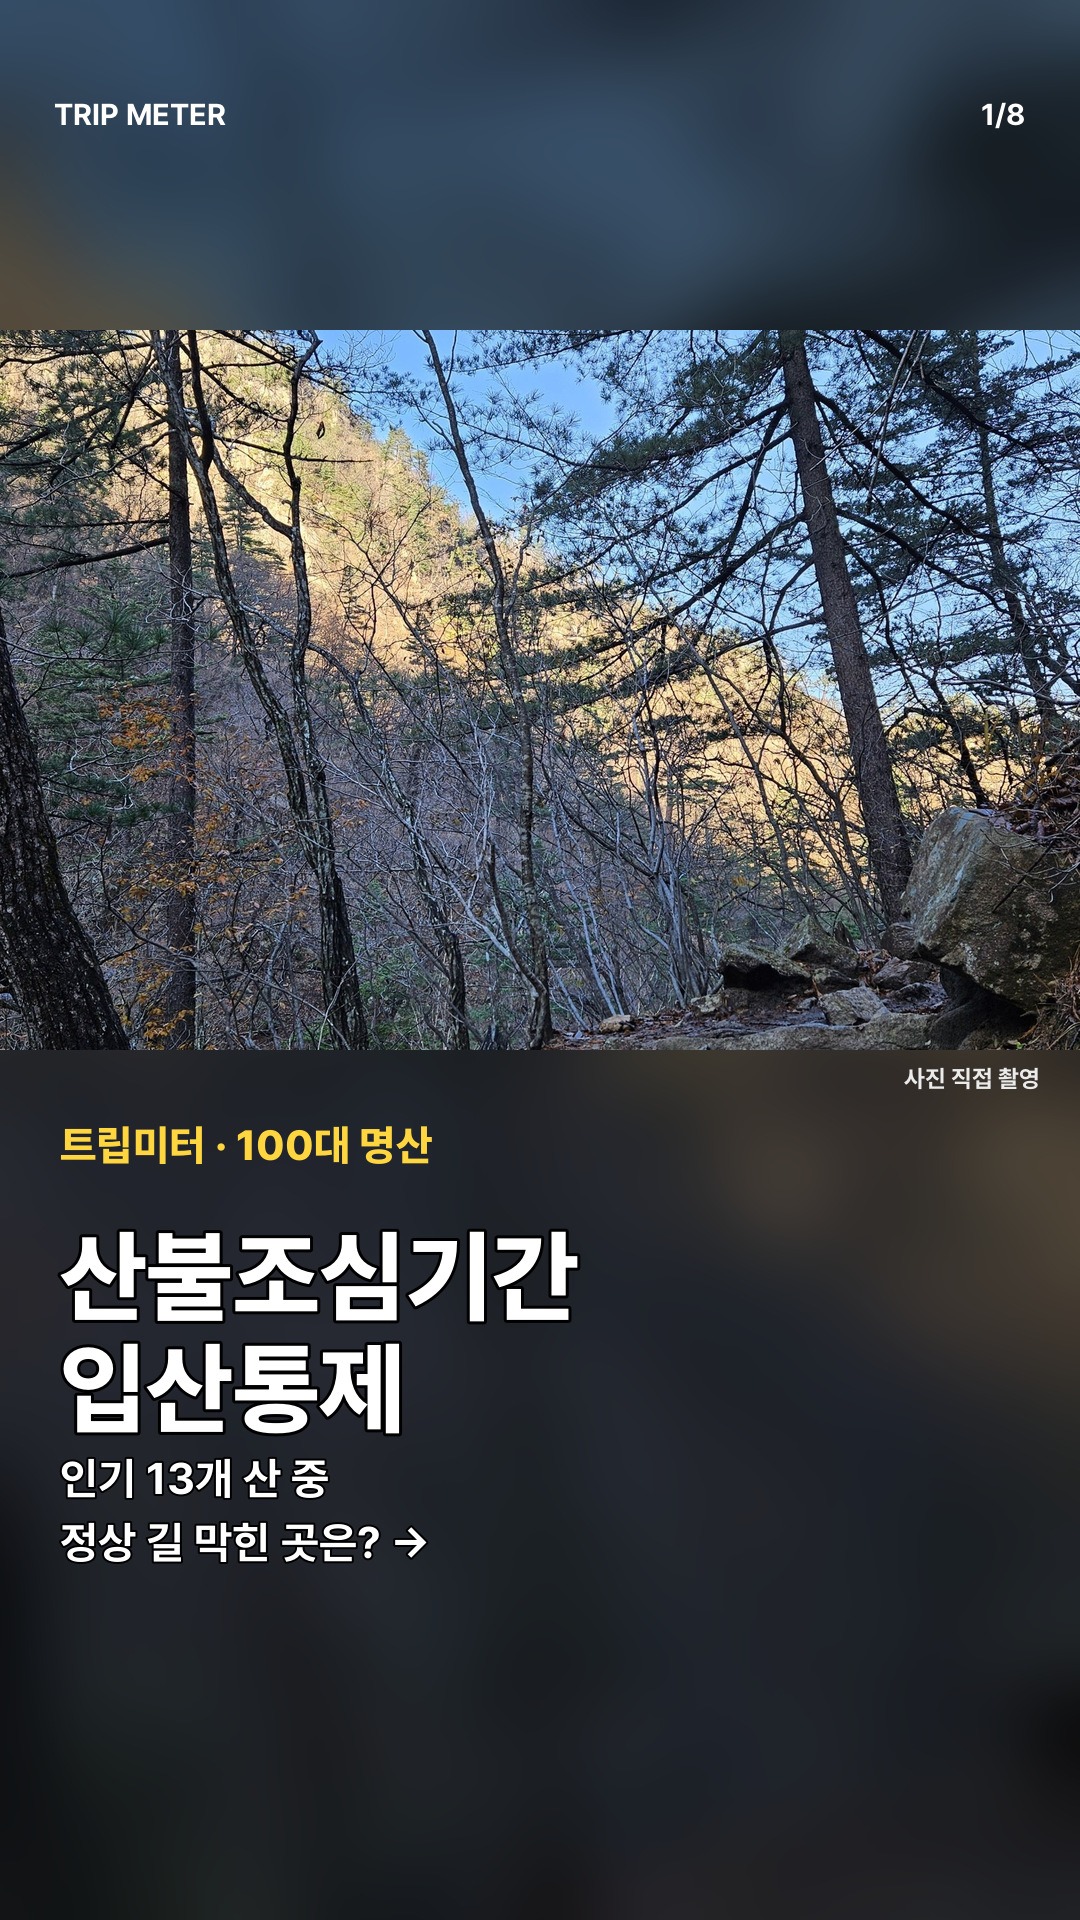 TRIP METER
1/8
사진 직접 촬영
트립미터 · 100대 명산
산불조심기간
입산통제
인기 13개 산 중
정상 길 막힌 곳은? →